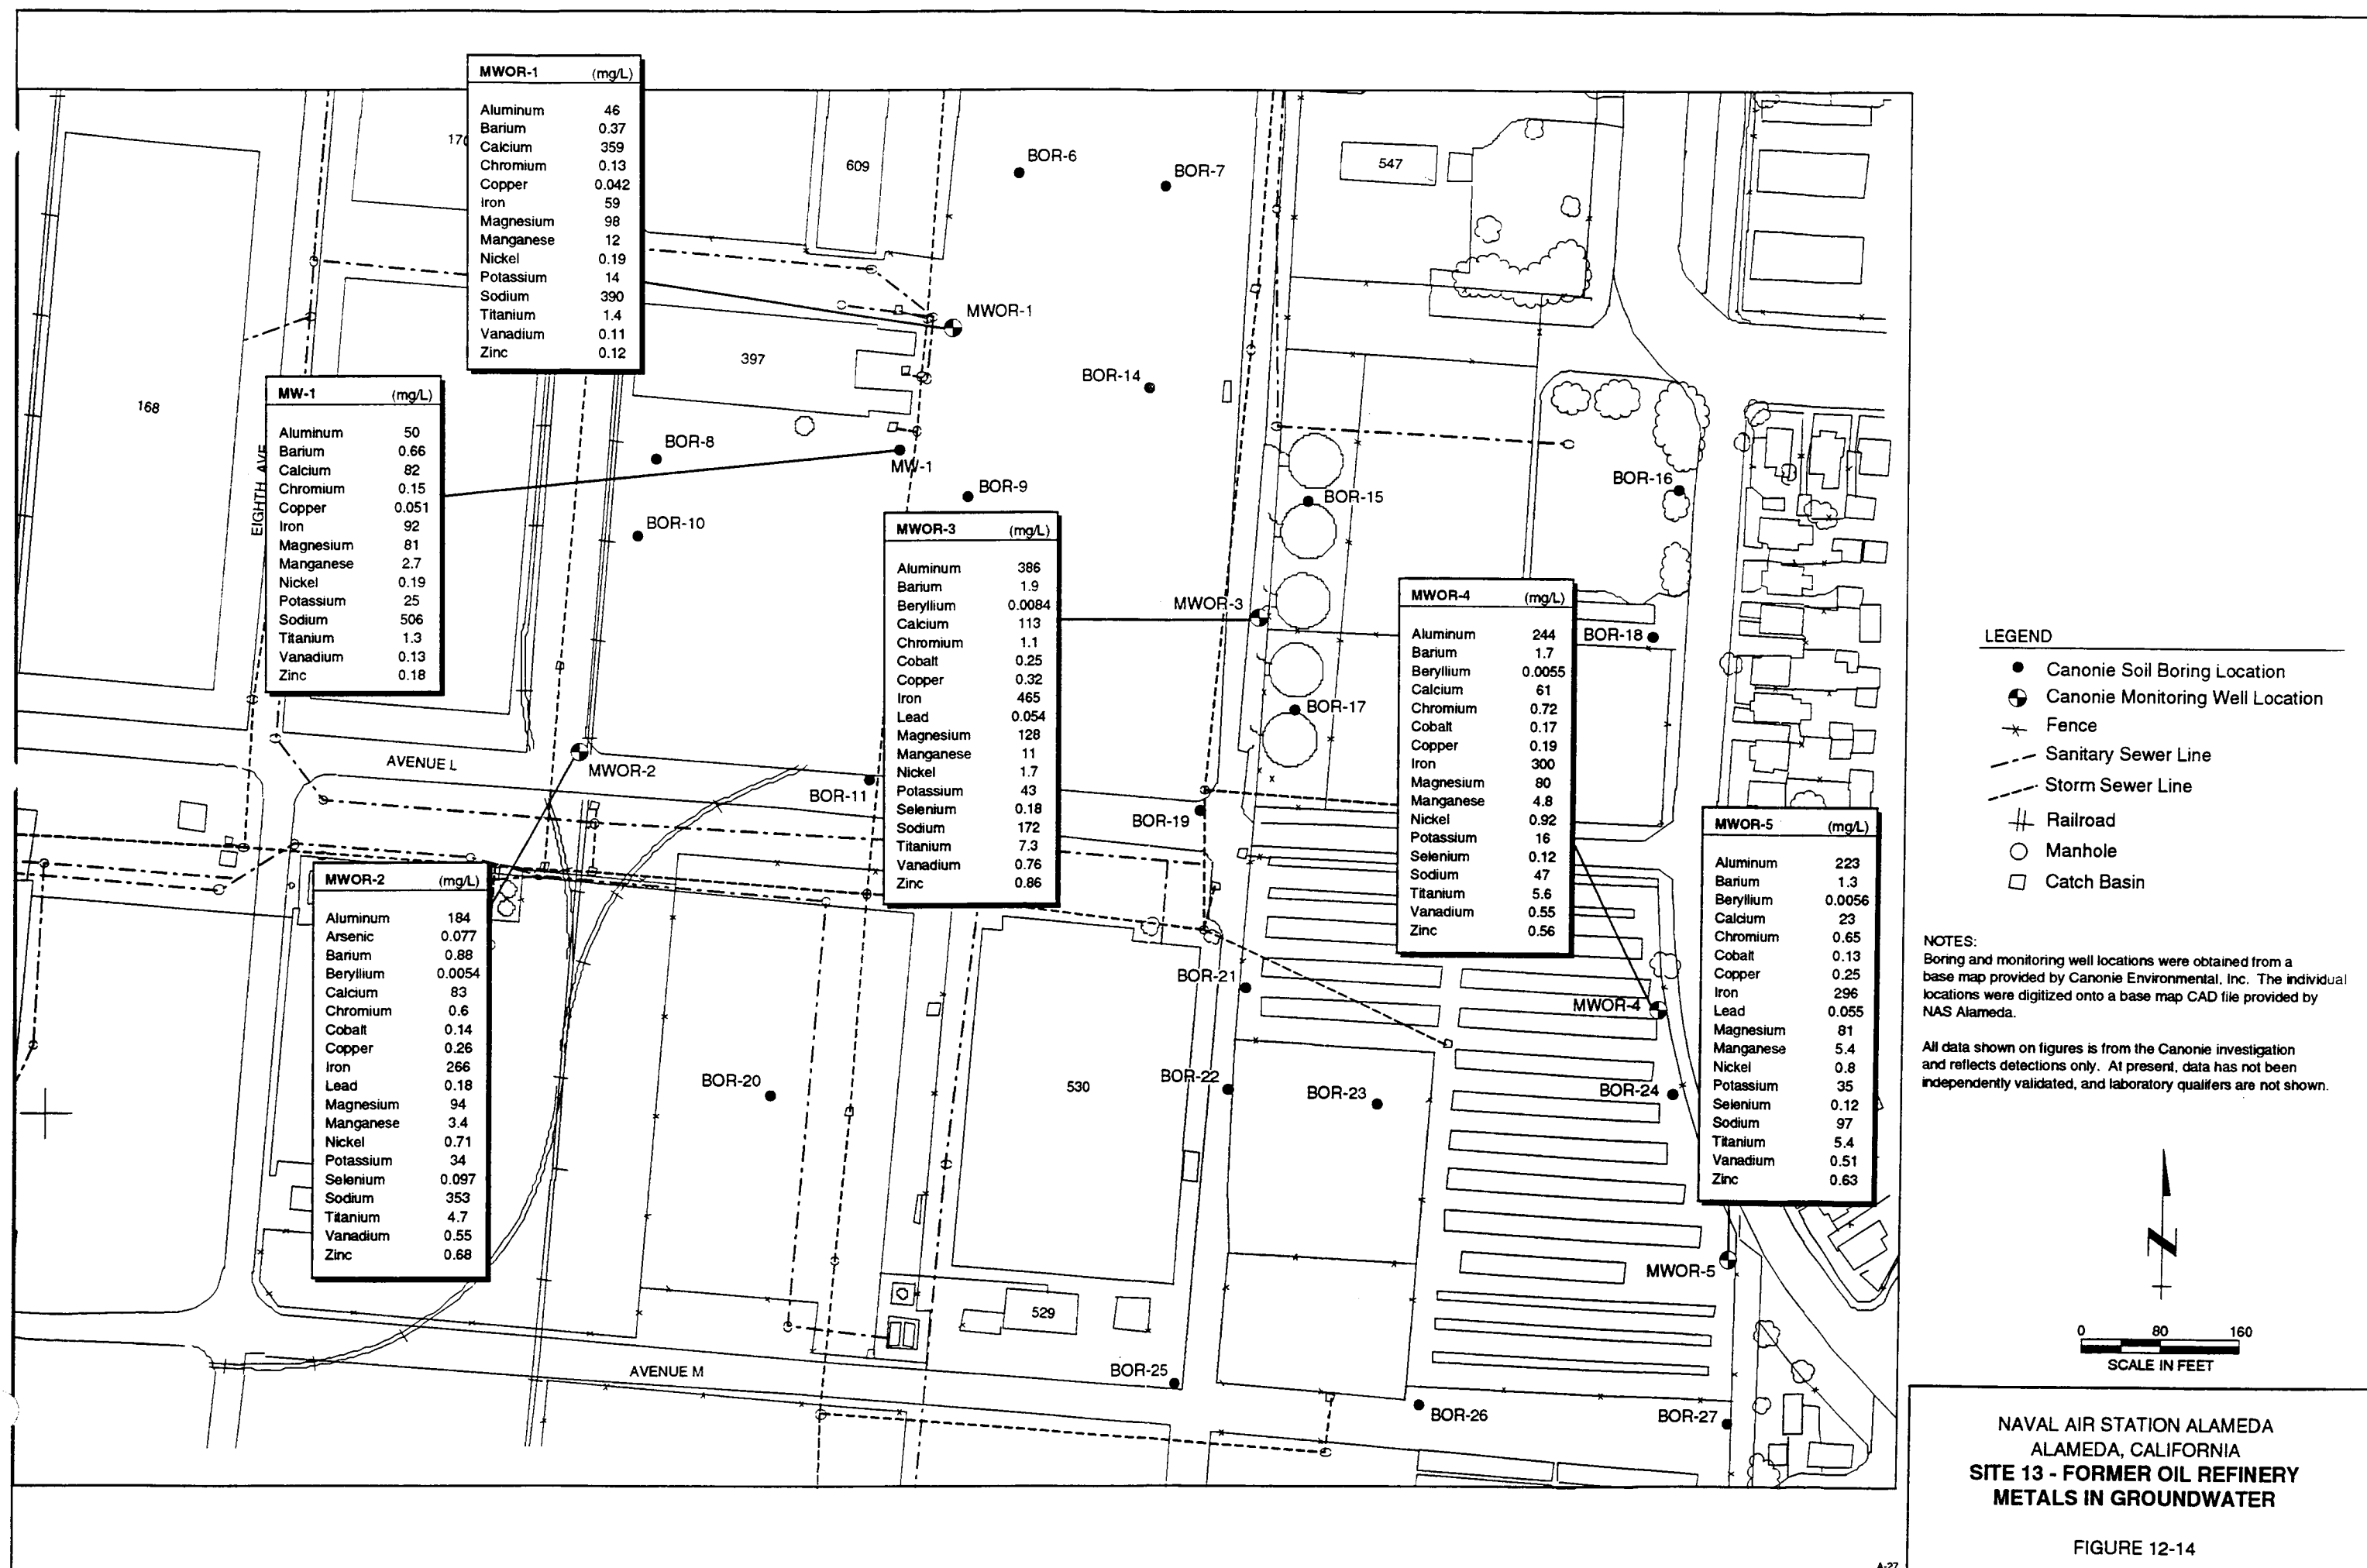 MWOR-1 (mg/L)
Aluminum 46
Barium 0.37
Calcium 359
Chromium 0.13
Copper 0.042
Iron 59
Magnesium 98
Manganese 12
Nickel 0.19
Potassium 14
Sodium 390
Titanium 1.4
Vanadium 0.11
Zinc 0.12
609
BOR-6
BOR-7
547
MWOR-1
397
BOR-14
168
MW-1 (mg/L)
Aluminum 50
Barium 0.66
Calcium 82
Chromium 0.15
Copper 0.051
Iron 92
Magnesium 81
Manganese 2.7
Nickel 0.19
Potassium 25
Sodium 506
Titanium 1.3
Vanadium 0.13
Zinc 0.18
EIGHTH AVE
BOR-8
MW-1
BOR-9
BOR-10
BOR-15
BOR-16
MWOR-3 (mg/L)
Aluminum 386
Barium 1.9
Beryllium 0.0084
Calcium 113
Chromium 1.1
Cobalt 0.25
Copper 0.32
Iron 465
Lead 0.054
Magnesium 128
Manganese 11
Nickel 1.7
Potassium 43
Selenium 0.18
Sodium 172
Titanium 7.3
Vanadium 0.76
Zinc 0.86
MWOR-3
MWOR-4 (mg/L)
Aluminum 244
Barium 1.7
Beryllium 0.0055
Calcium 61
Chromium 0.72
Cobalt 0.17
Copper 0.19
Iron 300
Magnesium 80
Manganese 4.8
Nickel 0.92
Potassium 16
Selenium 0.12
Sodium 47
Titanium 5.6
Vanadium 0.55
Zinc 0.56
BOR-18
BOR-17
AVENUE L
MWOR-2
BOR-11
BOR-19
MWOR-5 (mg/L)
Aluminum 223
Barium 1.3
Beryllium 0.0056
Calcium 23
Chromium 0.65
Cobalt 0.13
Copper 0.25
Iron 296
Lead 0.055
Magnesium 81
Manganese 5.4
Nickel 0.8
Potassium 35
Selenium 0.12
Sodium 97
Titanium 5.4
Vanadium 0.51
Zinc 0.63
MWOR-2 (mg/L)
Aluminum 184
Arsenic 0.077
Barium 0.88
Beryllium 0.0054
Calcium 83
Chromium 0.6
Cobalt 0.14
Copper 0.26
Iron 266
Lead 0.18
Magnesium 94
Manganese 3.4
Nickel 0.71
Potassium 34
Selenium 0.097
Sodium 353
Titanium 4.7
Vanadium 0.55
Zinc 0.68
BOR-21
MWOR-4
BOR-20
530
BOR-22
BOR-23
BOR-24
MWOR-5
529
AVENUE M
BOR-25
BOR-26
BOR-27
LEGEND
Canonie Soil Boring Location
Canonie Monitoring Well Location
Fence
Sanitary Sewer Line
Storm Sewer Line
Railroad
Manhole
Catch Basin
NOTES:
Boring and monitoring well locations were obtained from a
base map provided by Canonie Environmental, Inc. The individual
locations were digitized onto a base map CAD file provided by
NAS Alameda.
All data shown on figures is from the Canonie investigation
and reflects detections only. At present, data has not been
independently validated, and laboratory qualifers are not shown.
N
0 80 160
SCALE IN FEET
NAVAL AIR STATION ALAMEDA
ALAMEDA, CALIFORNIA
SITE 13 - FORMER OIL REFINERY
METALS IN GROUNDWATER
FIGURE 12-14
A-27